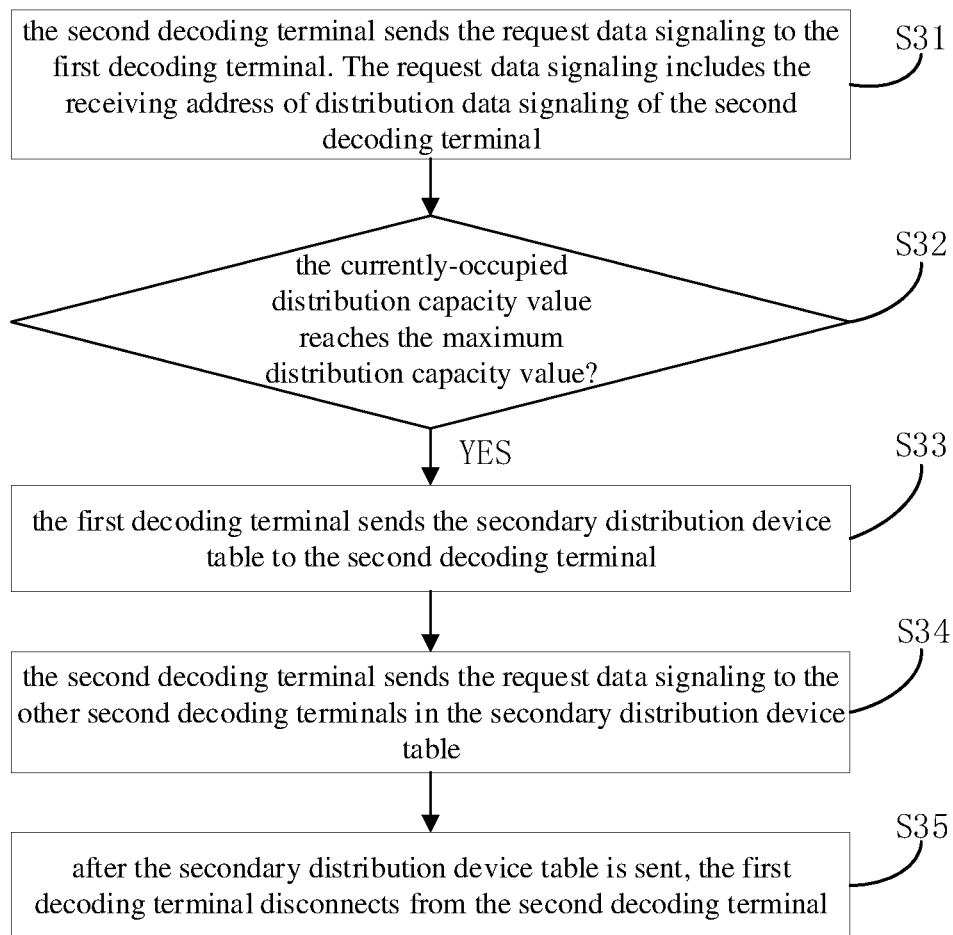 the second decoding terminal sends the request data signaling to the
first decoding terminal. The request data signaling includes the
receiving address of distribution data signaling of the second
decoding terminal
S31
the currently-occupied
distribution capacity value
reaches the maximum
distribution capacity value?
S32
YES
the first decoding terminal sends the secondary distribution device
table to the second decoding terminal
S33
the second decoding terminal sends the request data signaling to the
other second decoding terminals in the secondary distribution device
table
S34
after the secondary distribution device table is sent, the first
decoding terminal disconnects from the second decoding terminal
S35